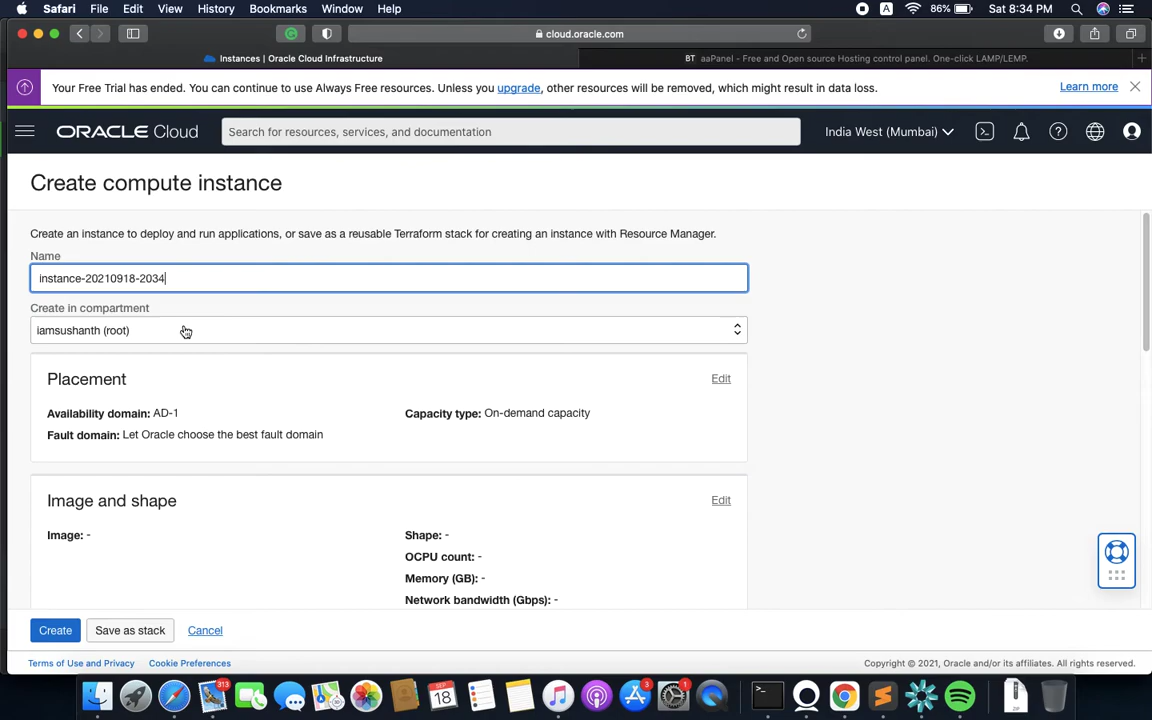 Safari File Edit View History Bookmarks Window Help
A 86% Sat 8:34 PM
cloud.oracle.com
Instances | Oracle Cloud Infrastructure
BT aaPanel - Free and Open source Hosting control panel. One-click LAMP/LEMP.
Your Free Trial has ended. You can continue to use Always Free resources. Unless you upgrade, other resources will be removed, which might result in data loss. Learn more
ORACLE Cloud
Search for resources, services, and documentation
India West (Mumbai)
Create compute instance
Create an instance to deploy and run applications, or save as a reusable Terraform stack for creating an instance with Resource Manager.
Name
instance-20210918-2034
Create in compartment
iamsushanth (root)
Placement Edit
Availability domain: AD-1 Capacity type: On-demand capacity
Fault domain: Let Oracle choose the best fault domain
Image and shape Edit
Image: - Shape: -
OCPU count: -
Memory (GB): -
Network bandwidth (Gbps): -
Create Save as stack Cancel
Terms of Use and Privacy Cookie Preferences Copyright © 2021, Oracle and/or its affiliates. All rights reserved.
313
SEP
18
3
1
ZIP